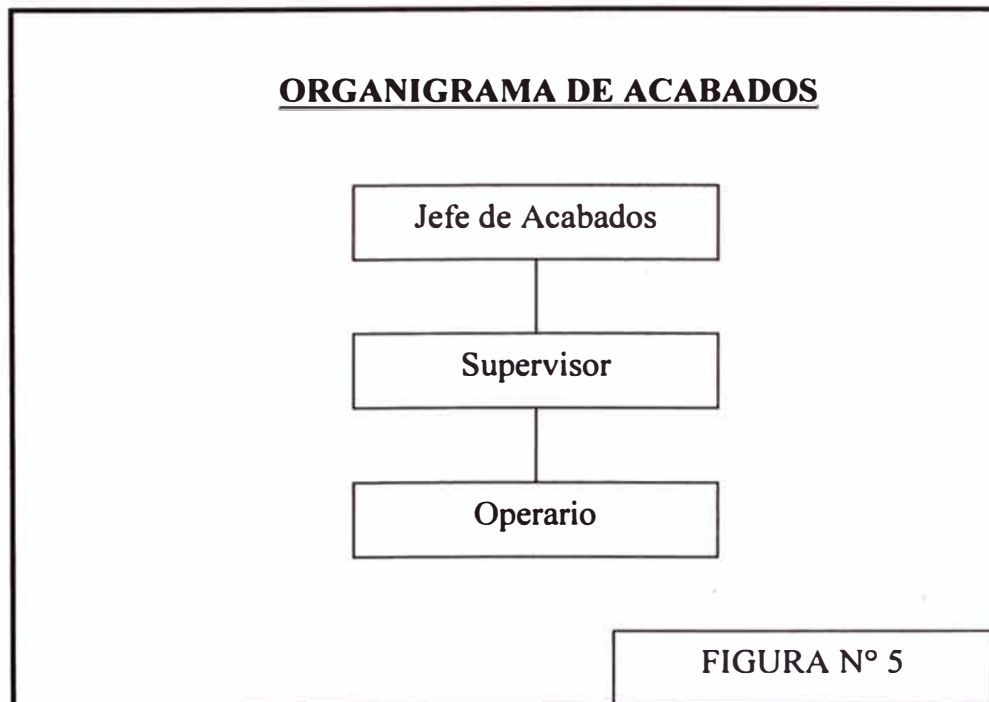 ORGANIGRAMA DE ACABADOS
Jefe de Acabados
Supervisor
Operario
FIGURA Nº 5